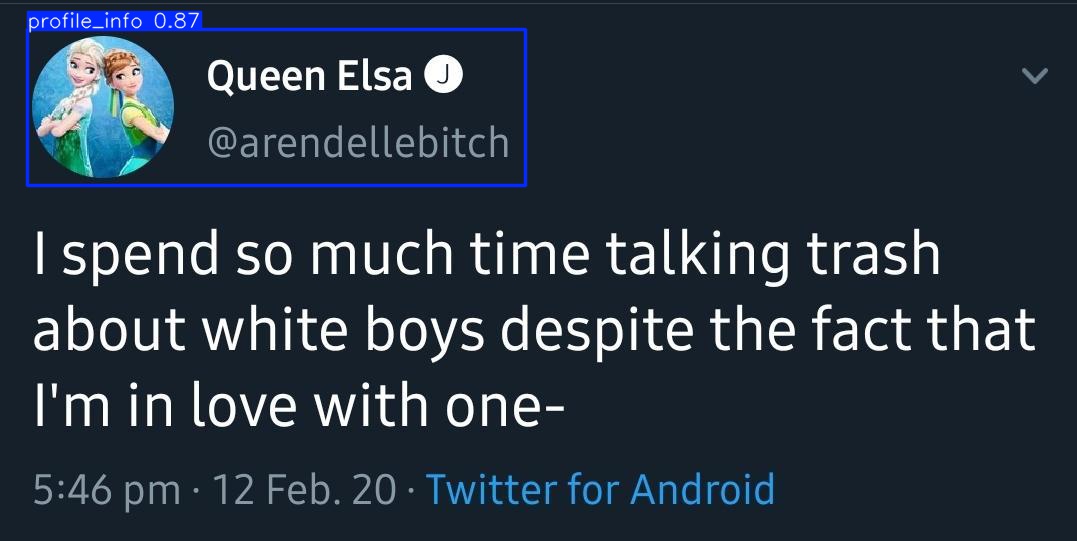 profile_info 0.87
Queen Elsa J
@arendellebitch
I spend so much time talking trash
about white boys despite the fact that
I'm in love with one-
5:46 pm · 12 Feb. 20 · Twitter for Android